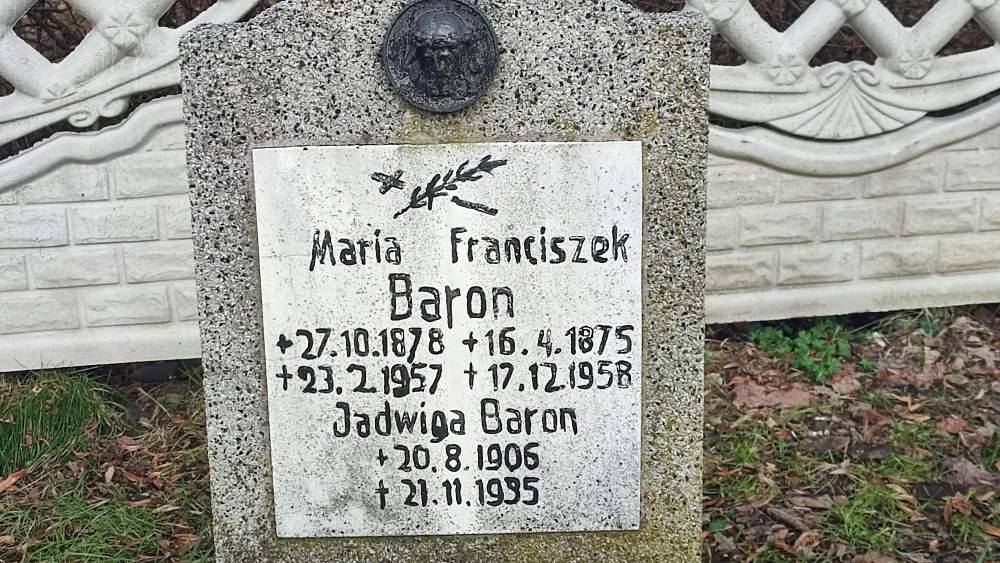 Maria Franciszek
Baron
+27.10.1878 +16.4.1875
+23.2.1957 +17.12.1958
Jadwiga Baron
+20.8.1906
+21.11.1935